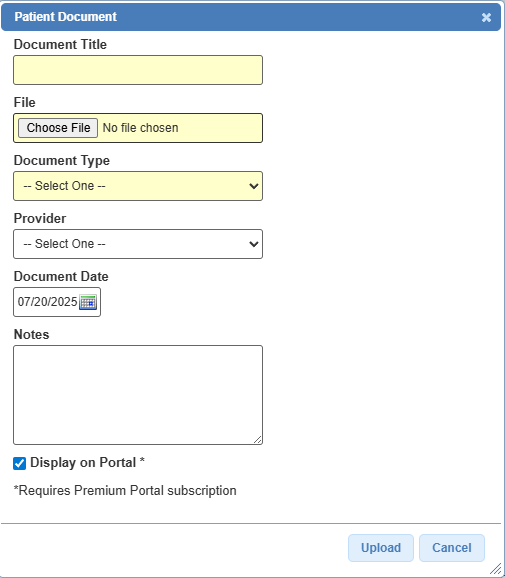 Patient Document
Document Title
File
Choose File No file chosen
Document Type
-- Select One --
Provider
-- Select One --
Document Date
07/20/2025
Notes
Display on Portal *
*Requires Premium Portal subscription
Upload Cancel